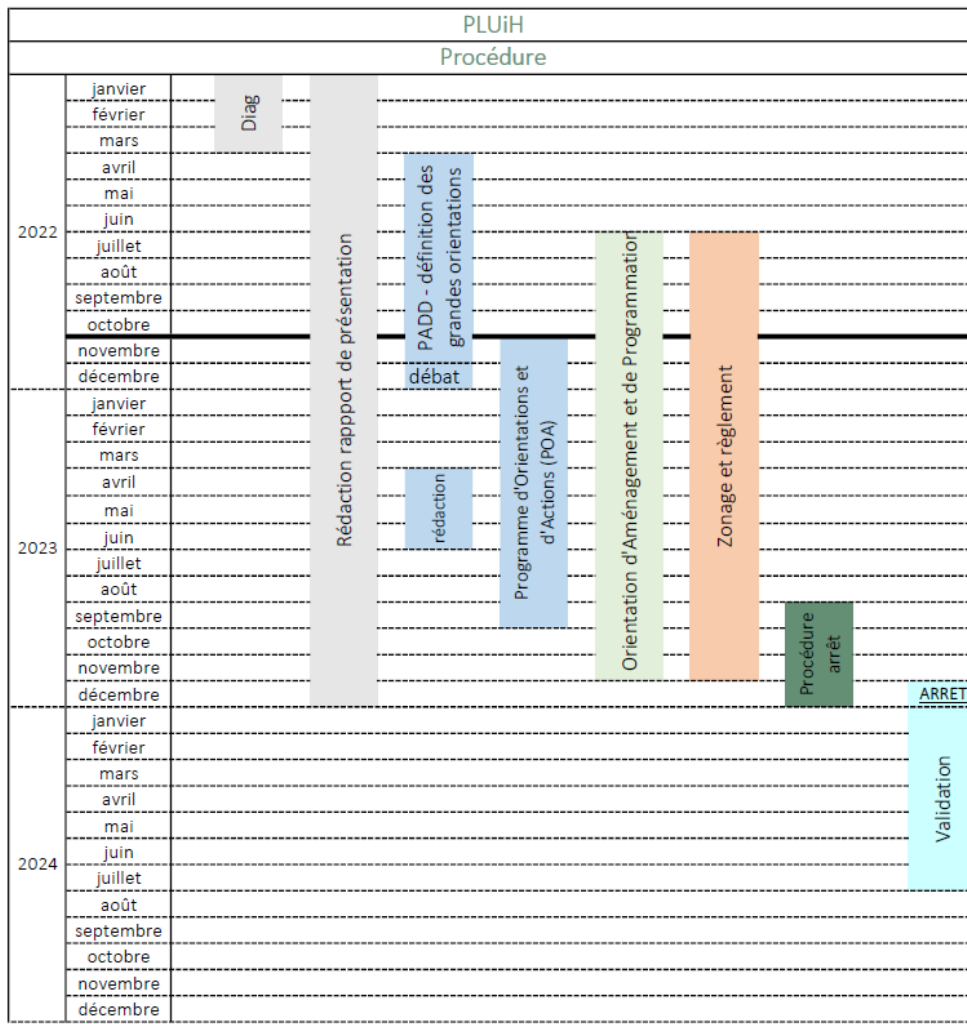 PLUiH
Procédure
2022
janvier
février
mars
avril
mai
juin
juillet
août
septembre
octobre
novembre
décembre
2023
janvier
février
mars
avril
mai
juin
juillet
août
septembre
octobre
novembre
décembre
2024
janvier
février
mars
avril
mai
juin
juillet
août
septembre
octobre
novembre
décembre
Diag
Rédaction rappport de présentation
PADD - définition des
grandes orientations
débat
rédaction
Programme d'Orientations et
d'Actions (POA)
Orientation d'Aménagement et de Programmation
Zonage et règlement
Procédure
arrêt
ARRET
Validation